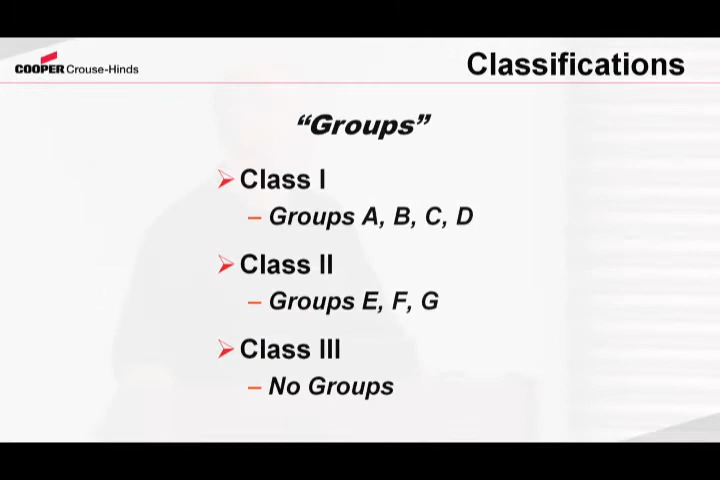 COOPER Crouse-Hinds
Classifications
“Groups”
Class I
– Groups A, B, C, D
Class II
– Groups E, F, G
Class III
– No Groups